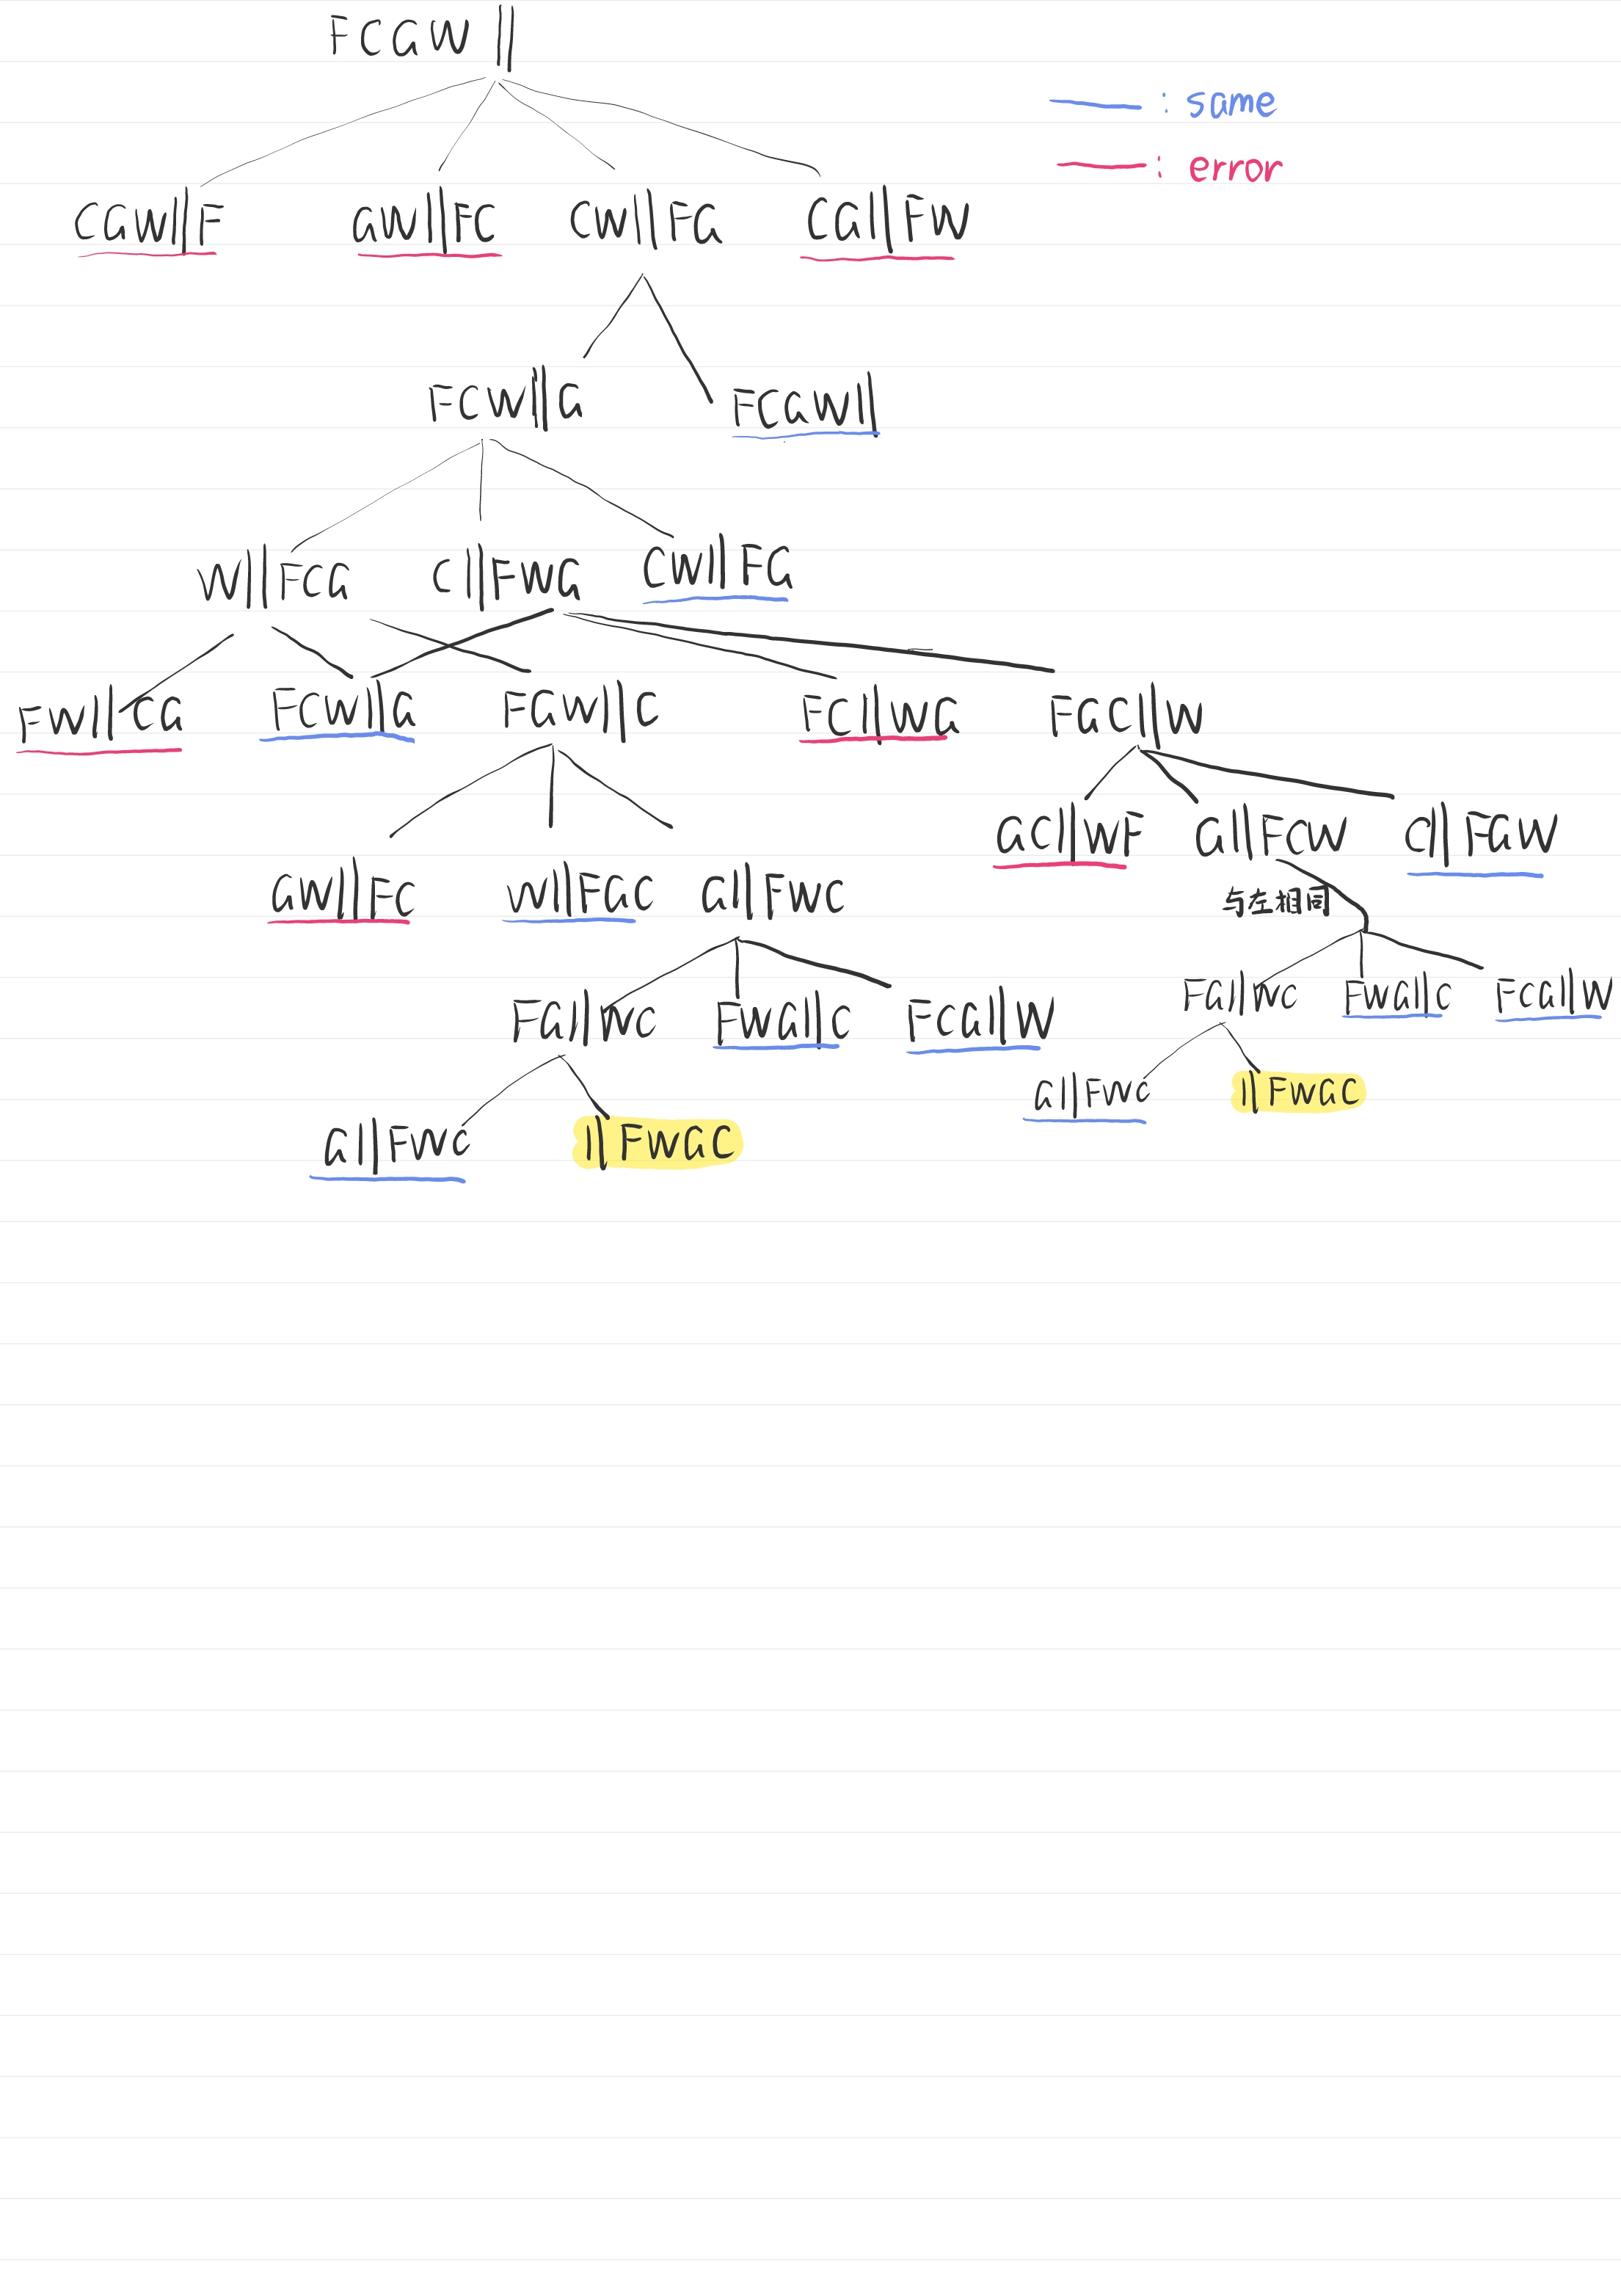 FCGW ||
— : same
— : error
CGW||F GW||FC CW||FG CG||FW
FCW||G FCGW||
W||FCG C||FWG CW||FG
FW||CG FCW||G FGW||C FC||WG FGC||W
GC||WF G||FCW C||FGW
GW||FC W||FGC G||FWC 与左相同
FG||WC FWG||C FCG||W
FG||WC FWG||C FCG||W
G||FWC ||FWGC
G||FWC ||FWGC